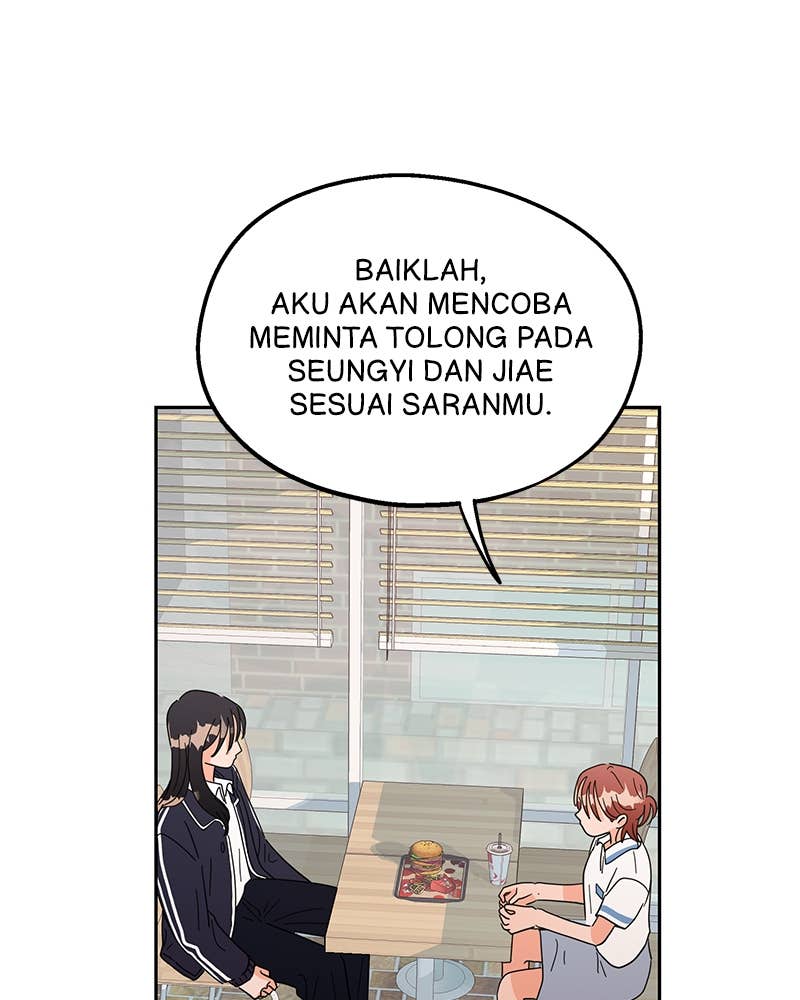 BAIKLAH,
AKU AKAN MENCOBA
MEMINTA TOLONG PADA
SEUNGYI DAN JIAE
SESUAI SARANMU.